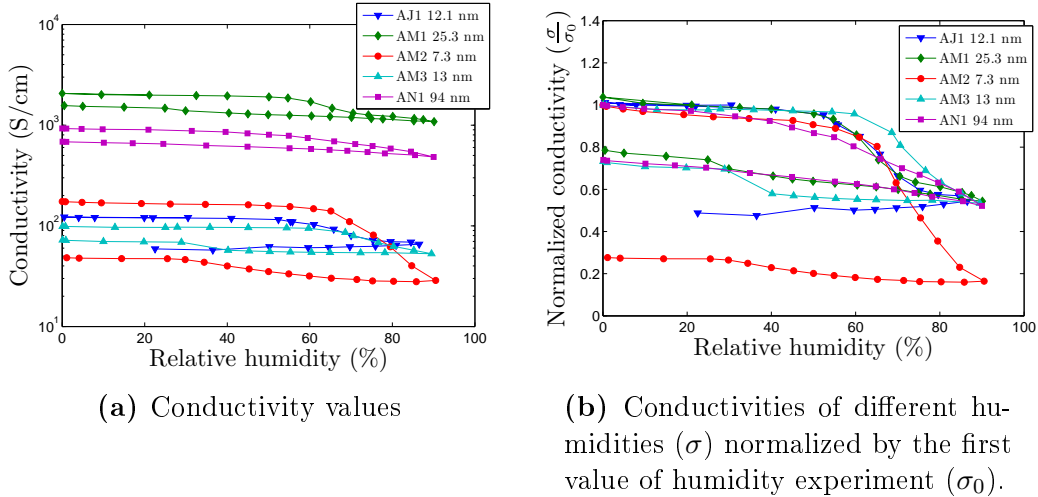 AJ1 12.1 nm
AM1 25.3 nm
AM2 7.3 nm
AM3 13 nm
AN1 94 nm
10^4
10^3
10^2
10^1
0 20 40 60 80 100
Conductivity (S/cm)
Relative humidity (%)
(a) Conductivity values
AJ1 12.1 nm
AM1 25.3 nm
AM2 7.3 nm
AM3 13 nm
AN1 94 nm
1.4
1.2
1
0.8
0.6
0.4
0.2
0
0 20 40 60 80 100
Normalized conductivity (σ/σ₀)
Relative humidity (%)
(b) Conductivities of different hu-
midities (σ) normalized by the first
value of humidity experiment (σ₀).